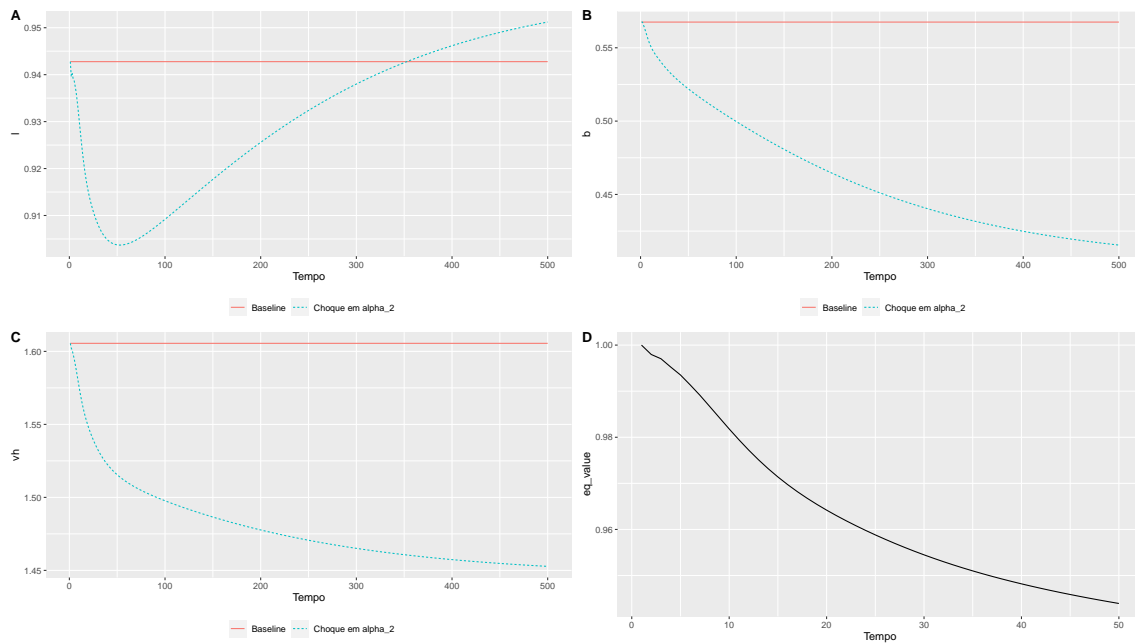 A
0.95
0.94
0.93
0.92
0.91
l
0 100 200 300 400 500
Tempo
Baseline Choque em alpha_2
B
0.55
0.50
0.45
b
0 100 200 300 400 500
Tempo
Baseline Choque em alpha_2
C
1.60
1.55
1.50
1.45
vh
0 100 200 300 400 500
Tempo
Baseline Choque em alpha_2
D
1.00
0.98
0.96
eq_value
0 10 20 30 40 50
Tempo